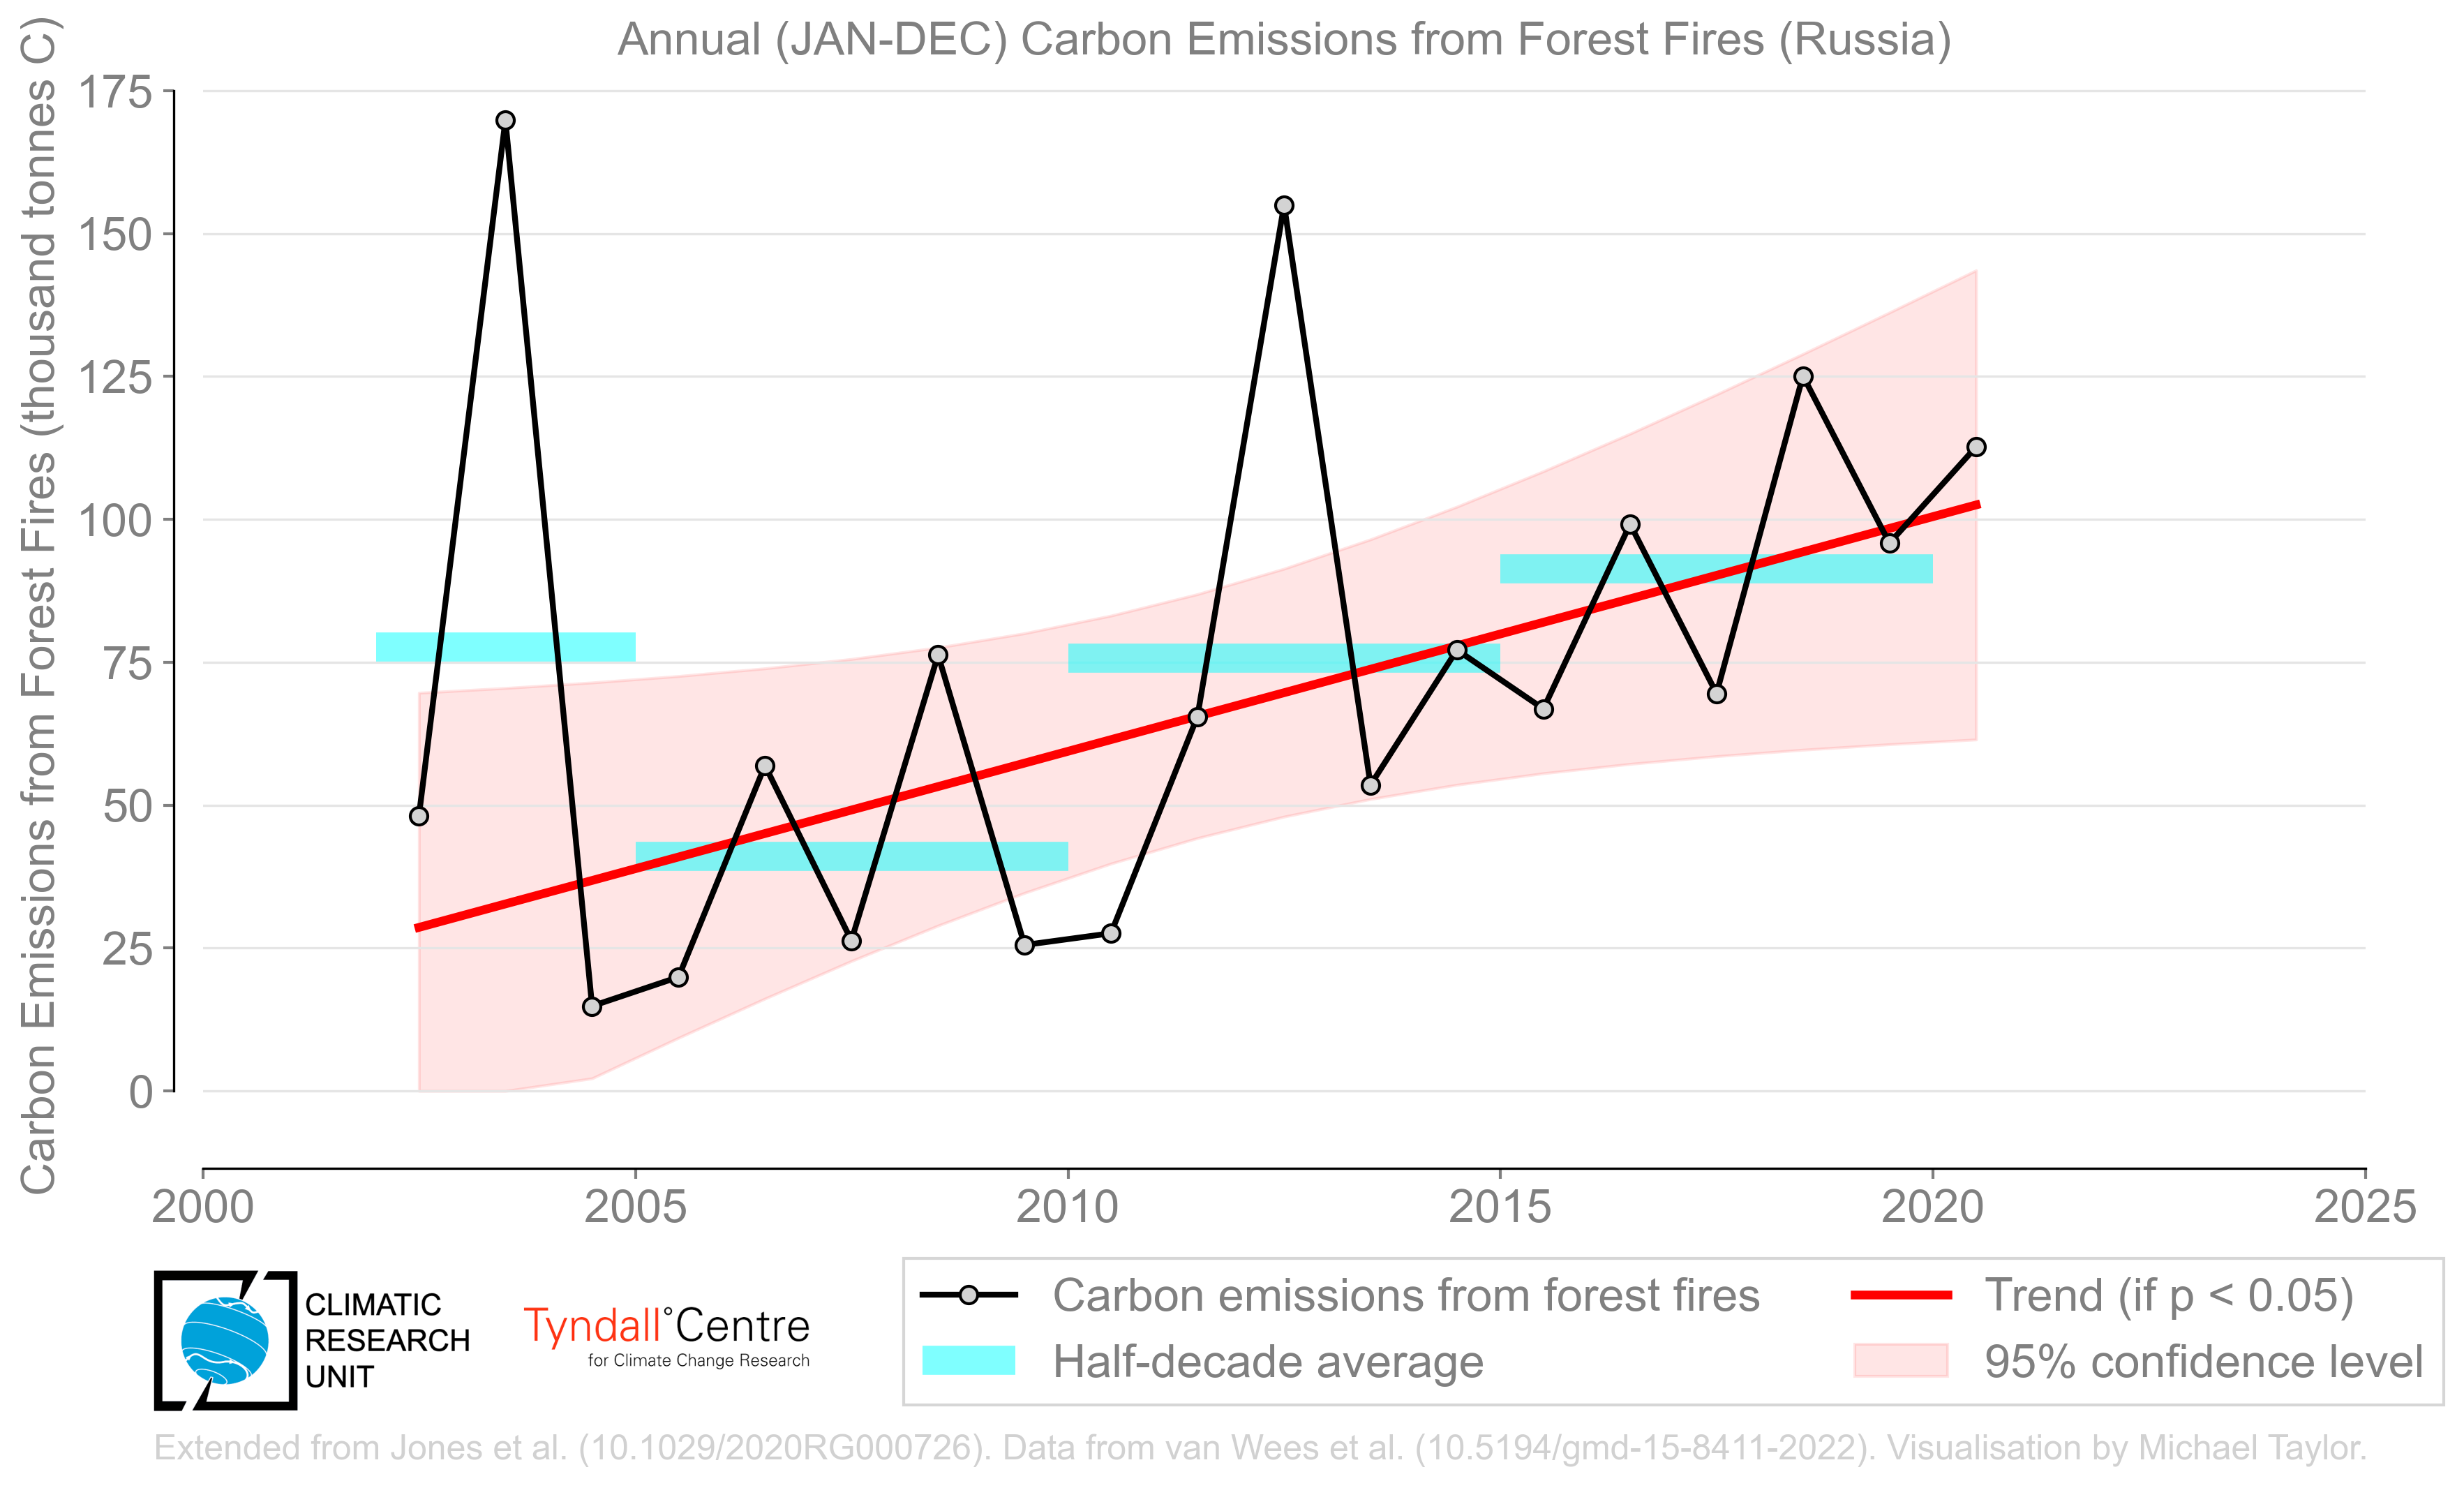 Annual (JAN-DEC) Carbon Emissions from Forest Fires (Russia)
Carbon Emissions from Forest Fires (thousand tonnes C)
175
150
125
100
75
50
25
0
2000 2005 2010 2015 2020 2025
CLIMATIC
RESEARCH
UNIT
Tyndall°Centre
for Climate Change Research
Carbon emissions from forest fires
Half-decade average
Trend (if p < 0.05)
95% confidence level
Extended from Jones et al. (10.1029/2020RG000726). Data from van Wees et al. (10.5194/gmd-15-8411-2022). Visualisation by Michael Taylor.